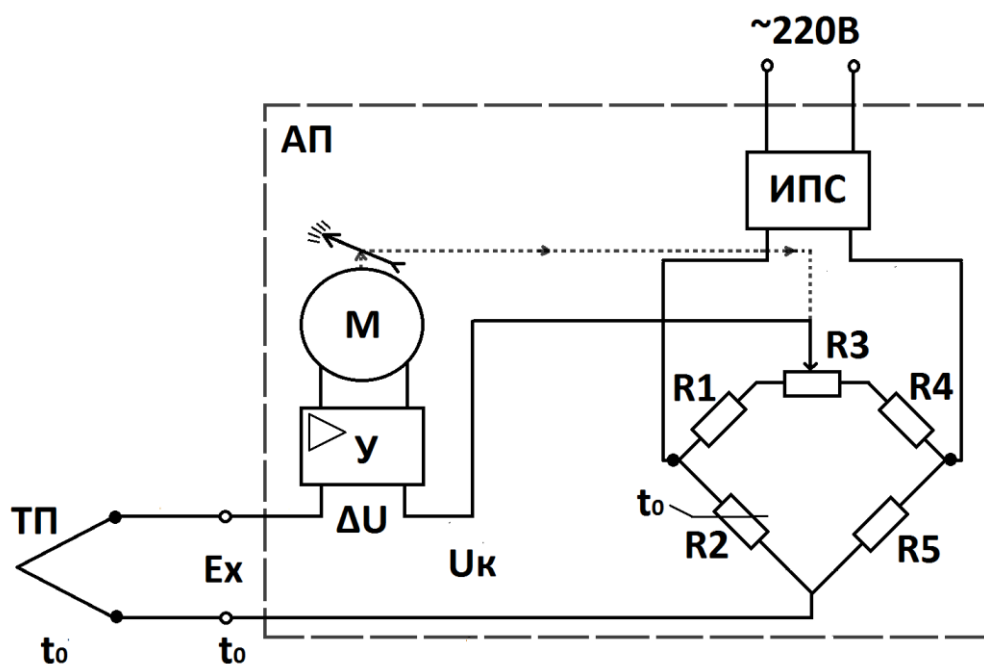 ~220В
АП
ИПС
М
R3
R1
R4
У
t₀
ТП
ΔU
R2
R5
Ex
Uк
t₀
t₀